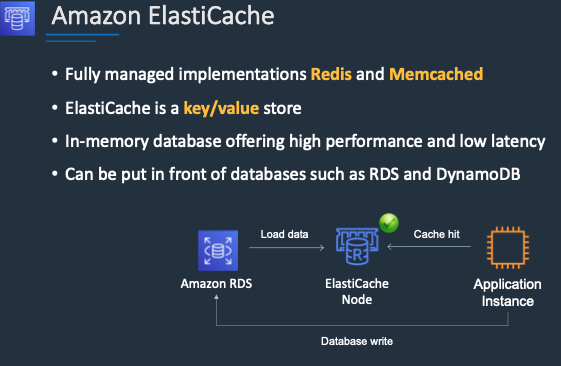 Amazon ElastiCache
• Fully managed implementations Redis and Memcached
• ElastiCache is a key/value store
• In-memory database offering high performance and low latency
• Can be put in front of databases such as RDS and DynamoDB
Load data
Cache hit
R
Amazon RDS
ElastiCache
Node
Application
Instance
Database write